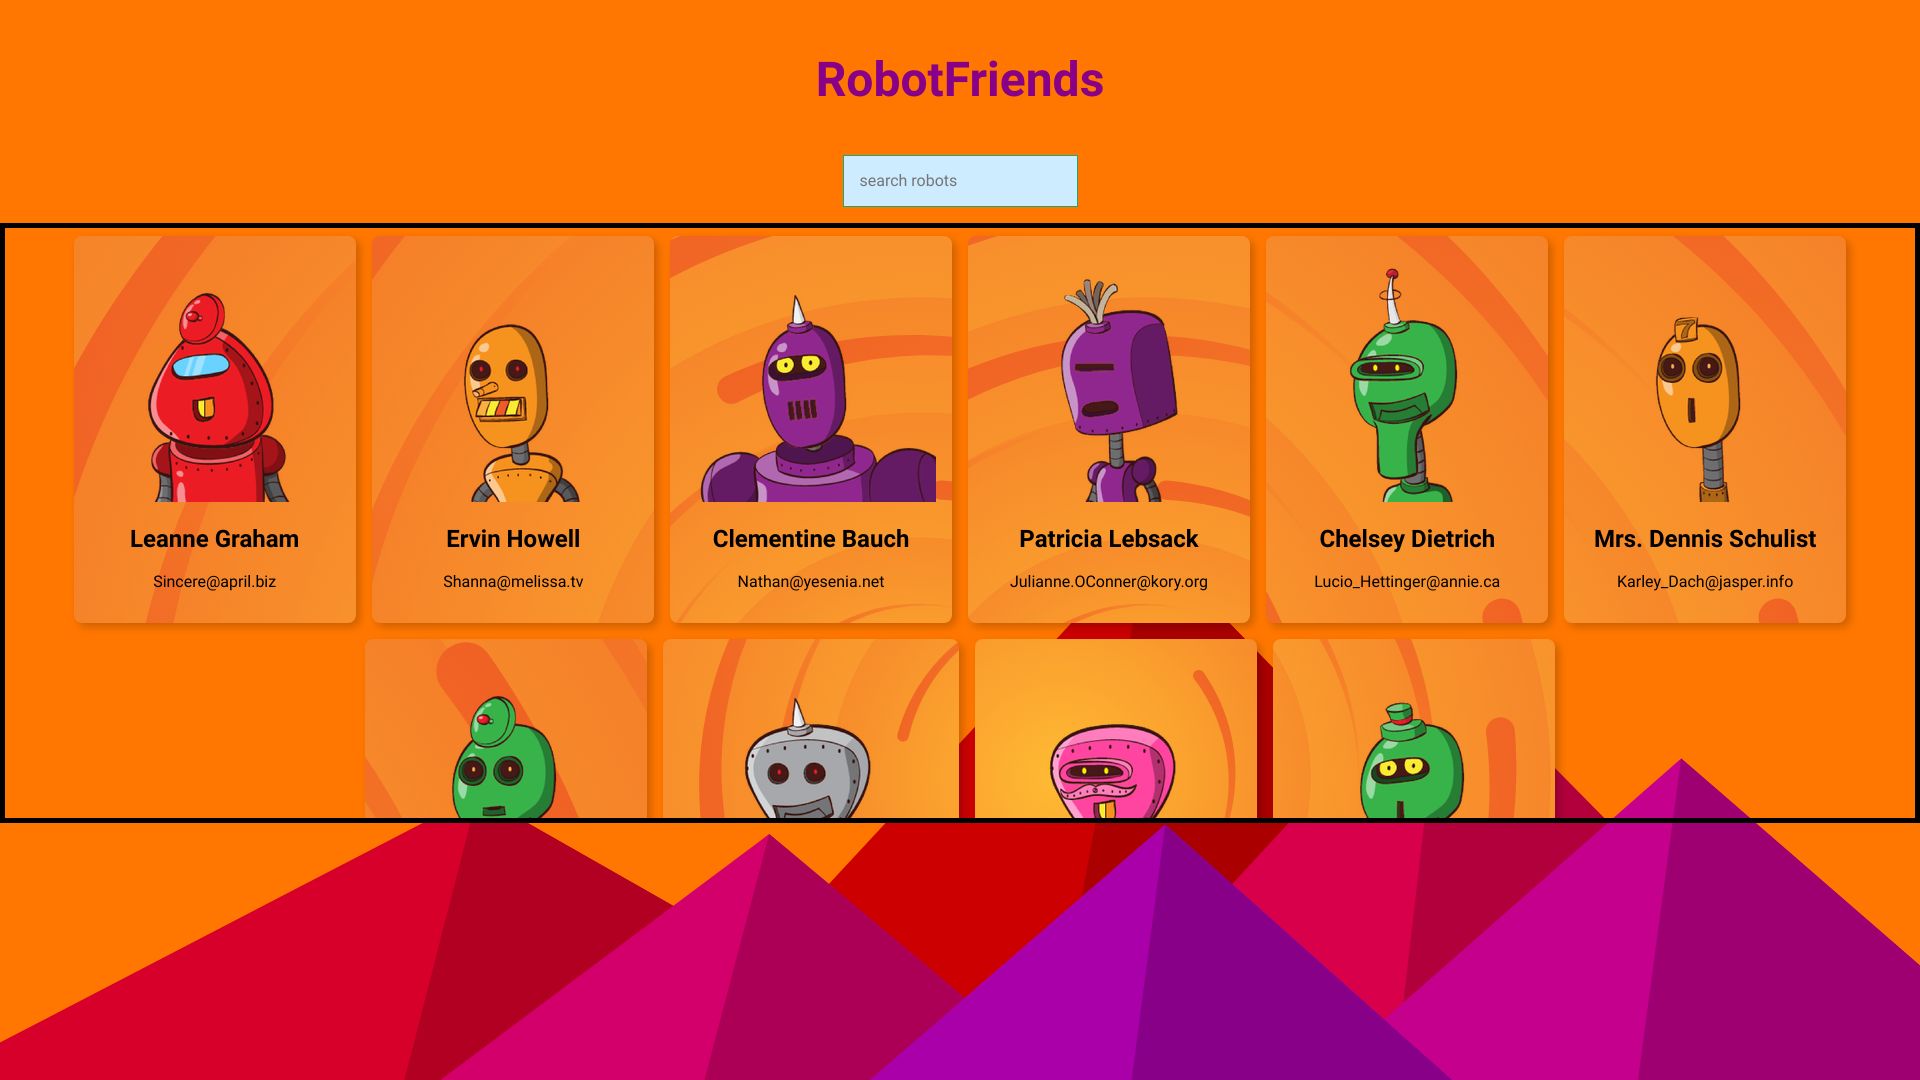 RobotFriends
search robots
Leanne Graham
Sincere@april.biz
Ervin Howell
Shanna@melissa.tv
Clementine Bauch
Nathan@yesenia.net
Patricia Lebsack
Julianne.OConner@kory.org
Chelsey Dietrich
Lucio_Hettinger@annie.ca
7
Mrs. Dennis Schulist
Karley_Dach@jasper.info